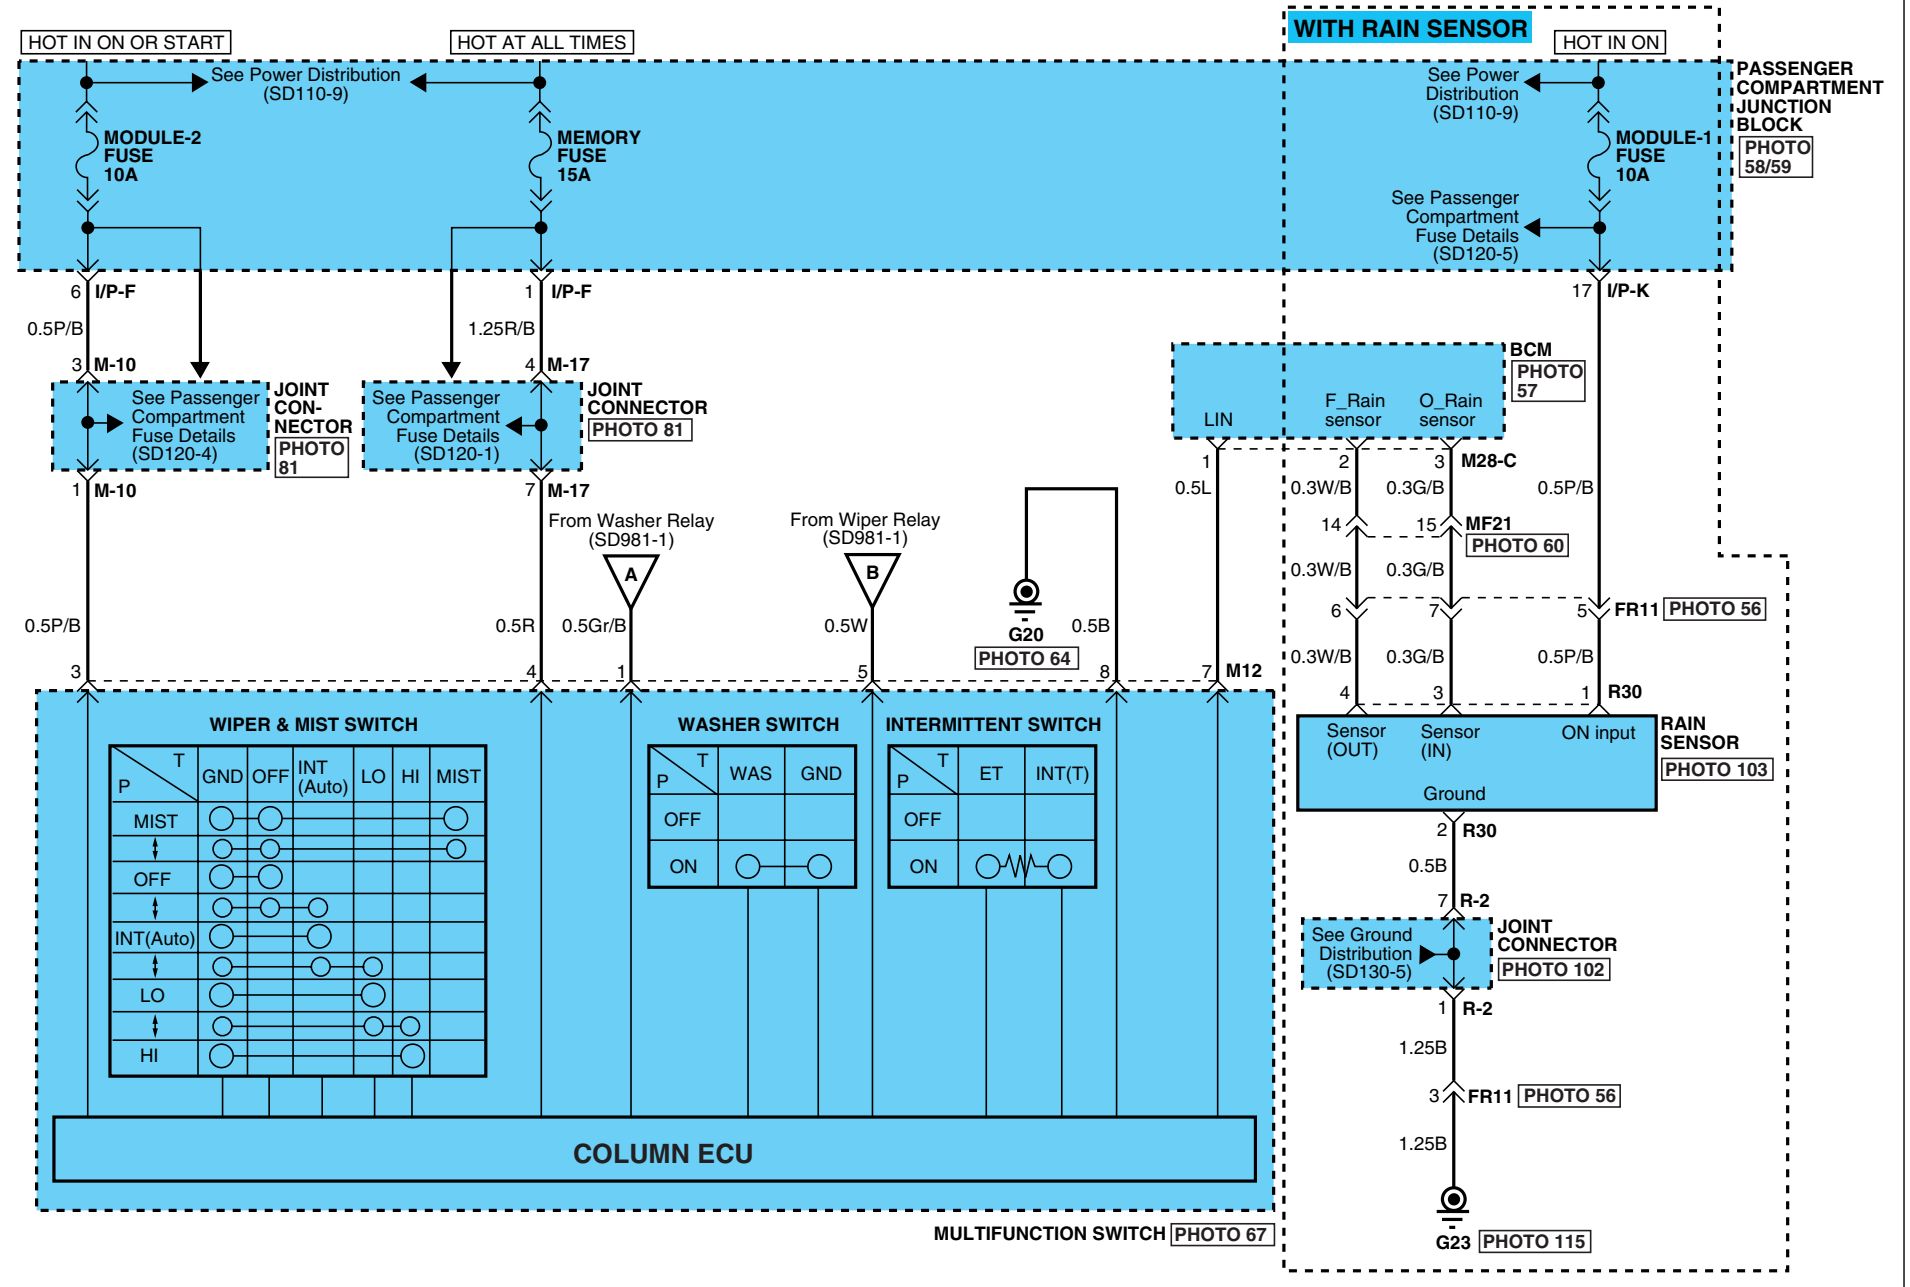 WITH RAIN SENSOR
HOT IN ON OR START
HOT AT ALL TIMES
HOT IN ON
See Power Distribution
(SD110-9)
MODULE-2
FUSE
10A
MEMORY
FUSE
15A
See Power
Distribution
(SD110-9)
MODULE-1
FUSE
10A
See Passenger
Compartment
Fuse Details
(SD120-5)
PASSENGER
COMPARTMENT
JUNCTION
BLOCK
PHOTO
58/59
6 I/P-F
1 I/P-F
17 I/P-K
0.5P/B
1.25R/B
3 M-10
4 M-17
See Passenger
Compartment
Fuse Details
(SD120-4)
JOINT
CON-
NECTOR
PHOTO
81
See Passenger
Compartment
Fuse Details
(SD120-1)
JOINT
CONNECTOR
PHOTO 81
1 M-10
7 M-17
BCM
PHOTO
57
LIN
F_Rain
sensor
O_Rain
sensor
1
2
3 M28-C
0.5L
0.3W/B
0.3G/B
0.5P/B
14
15 MF21
PHOTO 60
0.3W/B
0.3G/B
6
7
5 FR11 PHOTO 56
From Washer Relay
(SD981-1)
A
From Wiper Relay
(SD981-1)
B
G20
PHOTO 64
0.5P/B
0.5R
0.5Gr/B
0.5W
0.5B
0.3W/B
0.3G/B
0.5P/B
3
4
1
5
8
7 M12
4
3
1 R30
WIPER & MIST SWITCH
T
P
GND
OFF
INT
(Auto)
LO
HI
MIST
MIST
OFF
INT(Auto)
LO
HI
WASHER SWITCH
T
P
WAS
GND
OFF
ON
INTERMITTENT SWITCH
T
P
ET
INT(T)
OFF
ON
COLUMN ECU
MULTIFUNCTION SWITCH PHOTO 67
Sensor
(OUT)
Sensor
(IN)
ON input
Ground
RAIN
SENSOR
PHOTO 103
2 R30
0.5B
7 R-2
See Ground
Distribution
(SD130-5)
JOINT
CONNECTOR
PHOTO 102
1 R-2
1.25B
3 FR11 PHOTO 56
1.25B
G23 PHOTO 115